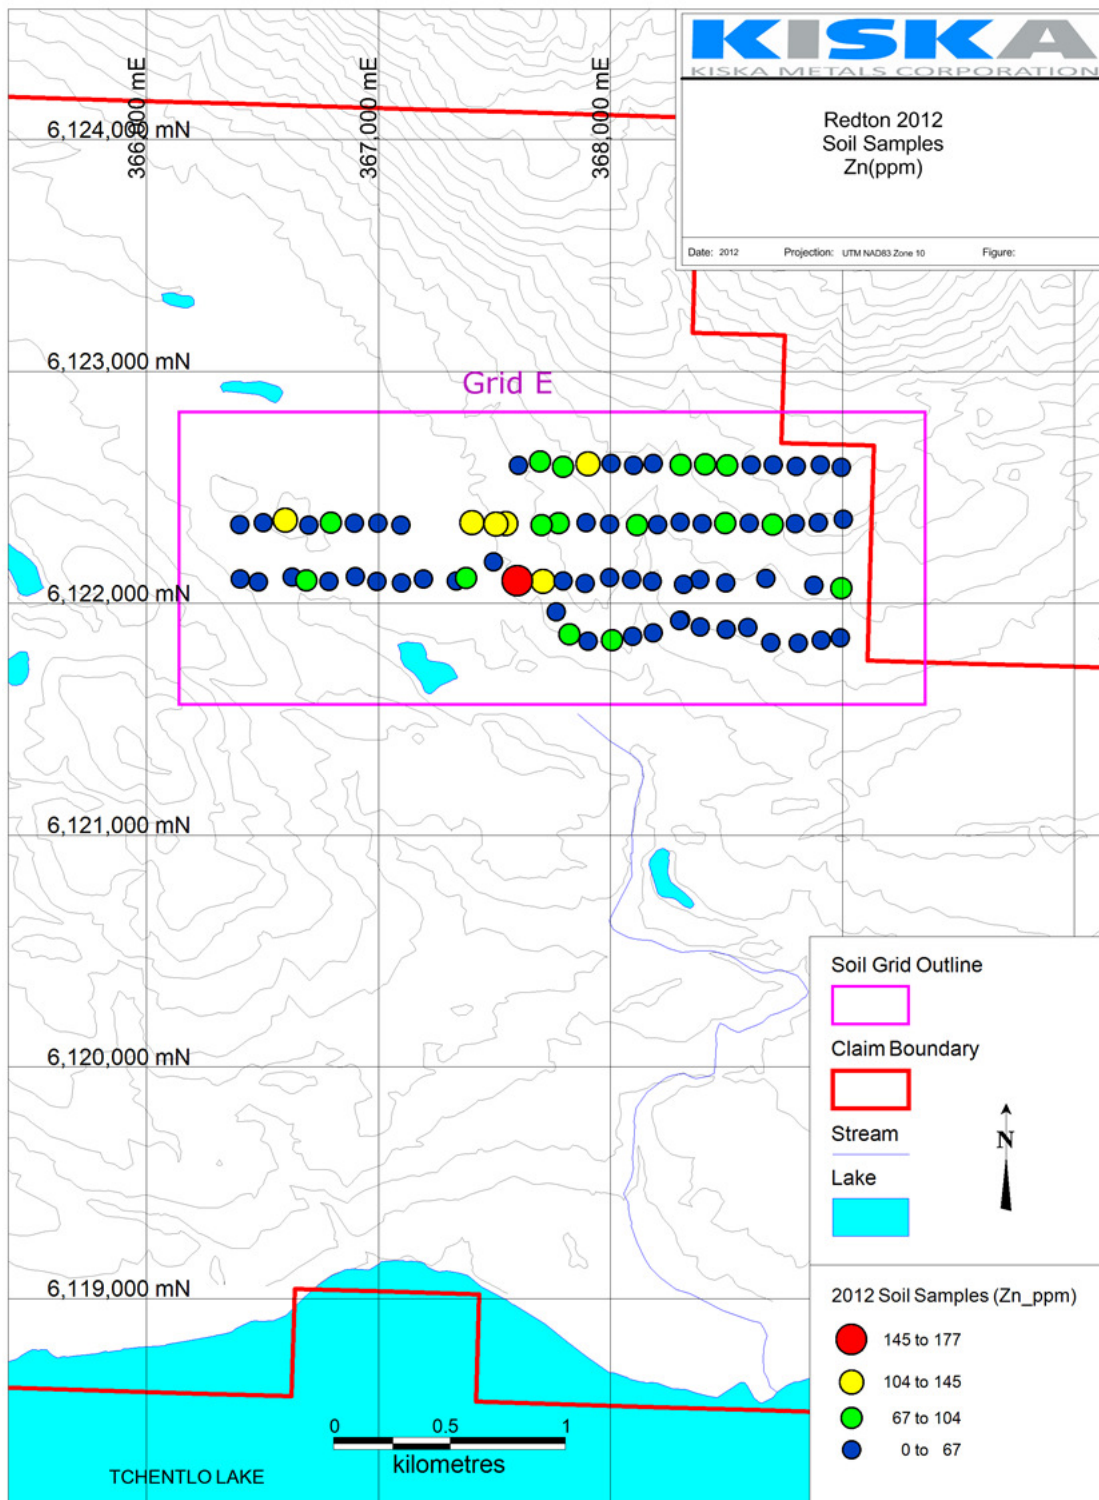 KISKA
KISKA METALS CORPORATION
Redton 2012
Soil Samples
Zn(ppm)
Date: 2012 Projection: UTM NAD83 Zone 10 Figure:
366,000 mE
367,000 mE
368,000 mE
6,124,000 mN
6,123,000 mN
Grid E
6,122,000 mN
6,121,000 mN
6,120,000 mN
6,119,000 mN
Soil Grid Outline
Claim Boundary
Stream
N
Lake
2012 Soil Samples (Zn_ppm)
145 to 177
104 to 145
67 to 104
0 to 67
0 0.5 1
kilometres
TCHENTLO LAKE